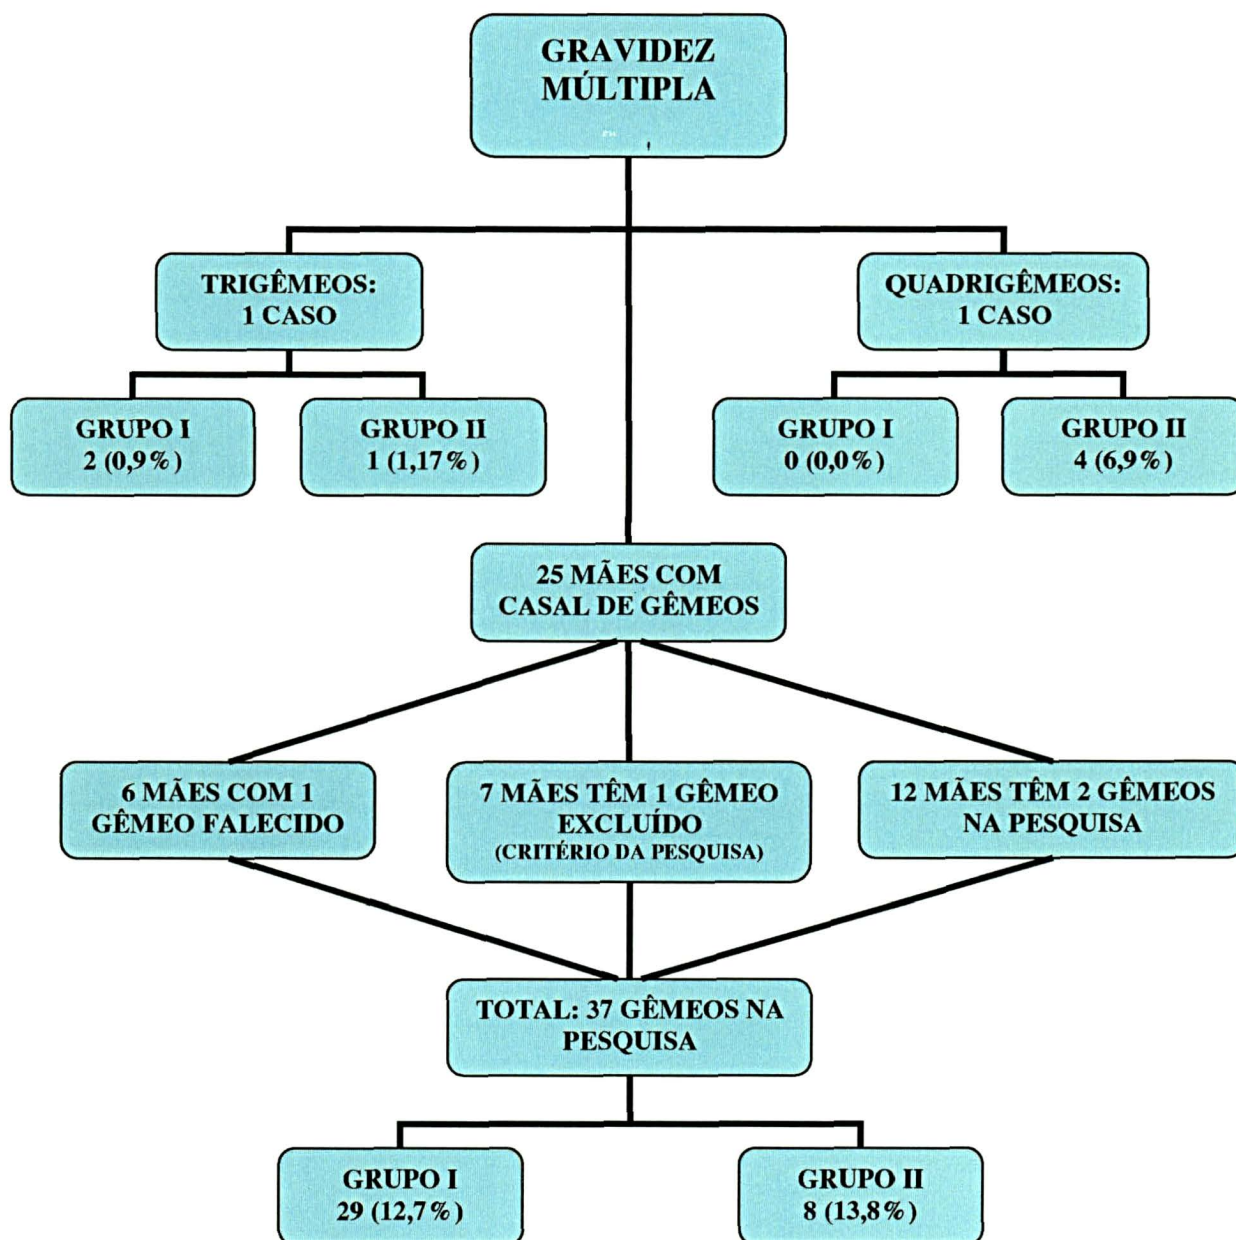 GRAVIDEZ
MÚLTIPLA
TRIGÊMEOS:
1 CASO
QUADRIGÊMEOS:
1 CASO
GRUPO I
2 (0,9%)
GRUPO II
1 (1,17%)
GRUPO I
0 (0,0%)
GRUPO II
4 (6,9%)
25 MÃES COM
CASAL DE GÊMEOS
6 MÃES COM 1
GÊMEO FALECIDO
7 MÃES TÊM 1 GÊMEO
EXCLUÍDO
(CRITÉRIO DA PESQUISA)
12 MÃES TÊM 2 GÊMEOS
NA PESQUISA
TOTAL: 37 GÊMEOS NA
PESQUISA
GRUPO I
29 (12,7%)
GRUPO II
8 (13,8%)